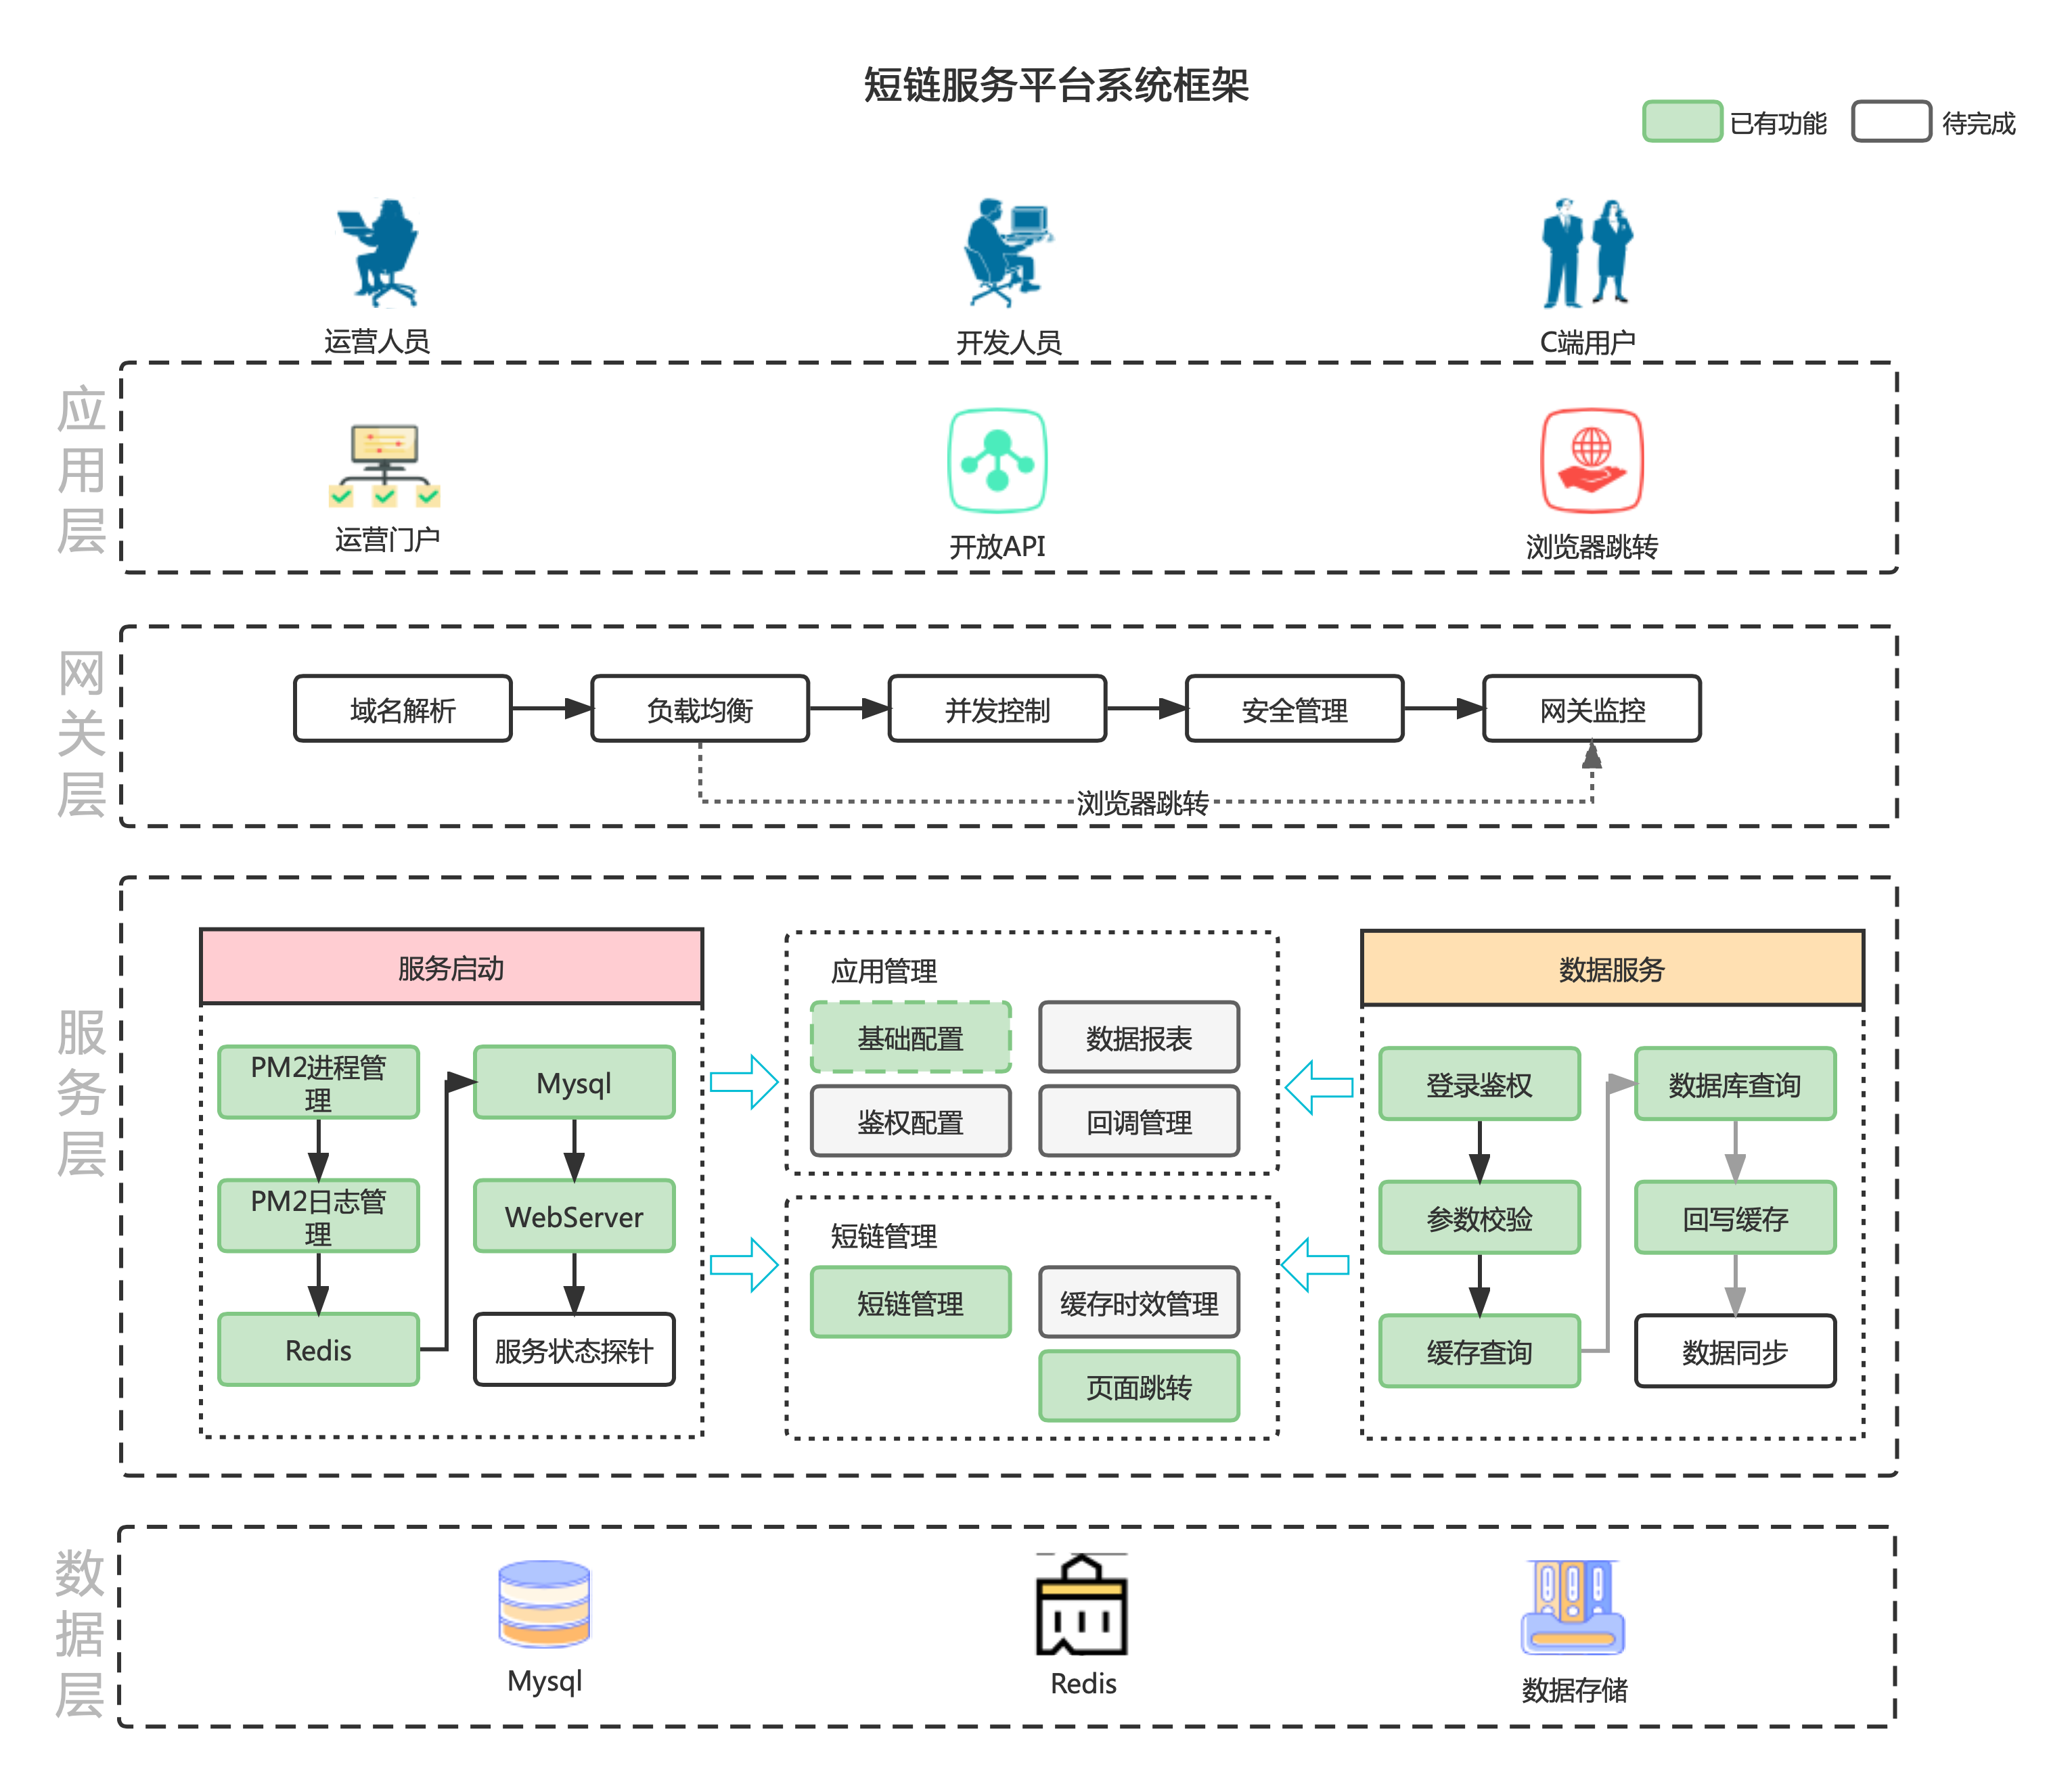 短链服务平台系统框架
已有功能
待完成
运营人员
开发人员
C端用户
应用层
运营门户
开放API
浏览器跳转
网关层
域名解析
负载均衡
并发控制
安全管理
网关监控
浏览器跳转
服务层
服务启动
PM2进程管
理
Mysql
PM2日志管
理
WebServer
Redis
服务状态探针
应用管理
基础配置
数据报表
鉴权配置
回调管理
短链管理
短链管理
缓存时效管理
页面跳转
数据服务
登录鉴权
数据库查询
参数校验
回写缓存
缓存查询
数据同步
数据层
Mysql
Redis
数据存储